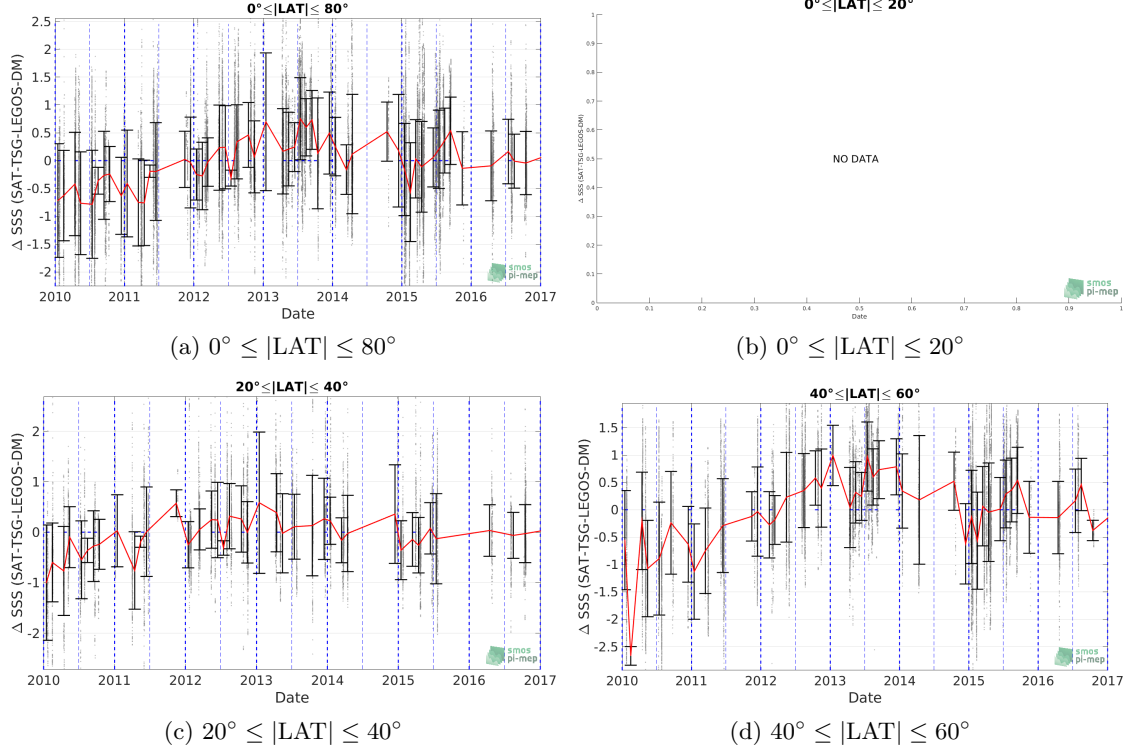 0°≤|LAT|≤ 80°
2.5
2
1.5
1
0.5
0
-0.5
-1
-1.5
-2
Δ SSS (SAT-TSG-LEGOS-DM)
2010 2011 2012 2013 2014 2015 2016 2017
Date
smos
pi-mep
(a) 0° ≤ |LAT| ≤ 80°
0°≤|LAT|≤ 20°
1
0.9
0.8
0.7
0.6
0.5
0.4
0.3
0.2
0.1
0
Δ SSS (SAT-TSG-LEGOS-DM)
NO DATA
0 0.1 0.2 0.3 0.4 0.5 0.6 0.7 0.8 0.9 1
Date
smos
pi-mep
(b) 0° ≤ |LAT| ≤ 20°
20°≤|LAT|≤ 40°
2
1
0
-1
-2
Δ SSS (SAT-TSG-LEGOS-DM)
2010 2011 2012 2013 2014 2015 2016 2017
Date
smos
pi-mep
(c) 20° ≤ |LAT| ≤ 40°
40°≤|LAT|≤ 60°
1.5
1
0.5
0
-0.5
-1
-1.5
-2
-2.5
Δ SSS (SAT-TSG-LEGOS-DM)
2010 2011 2012 2013 2014 2015 2016 2017
Date
smos
pi-mep
(d) 40° ≤ |LAT| ≤ 60°